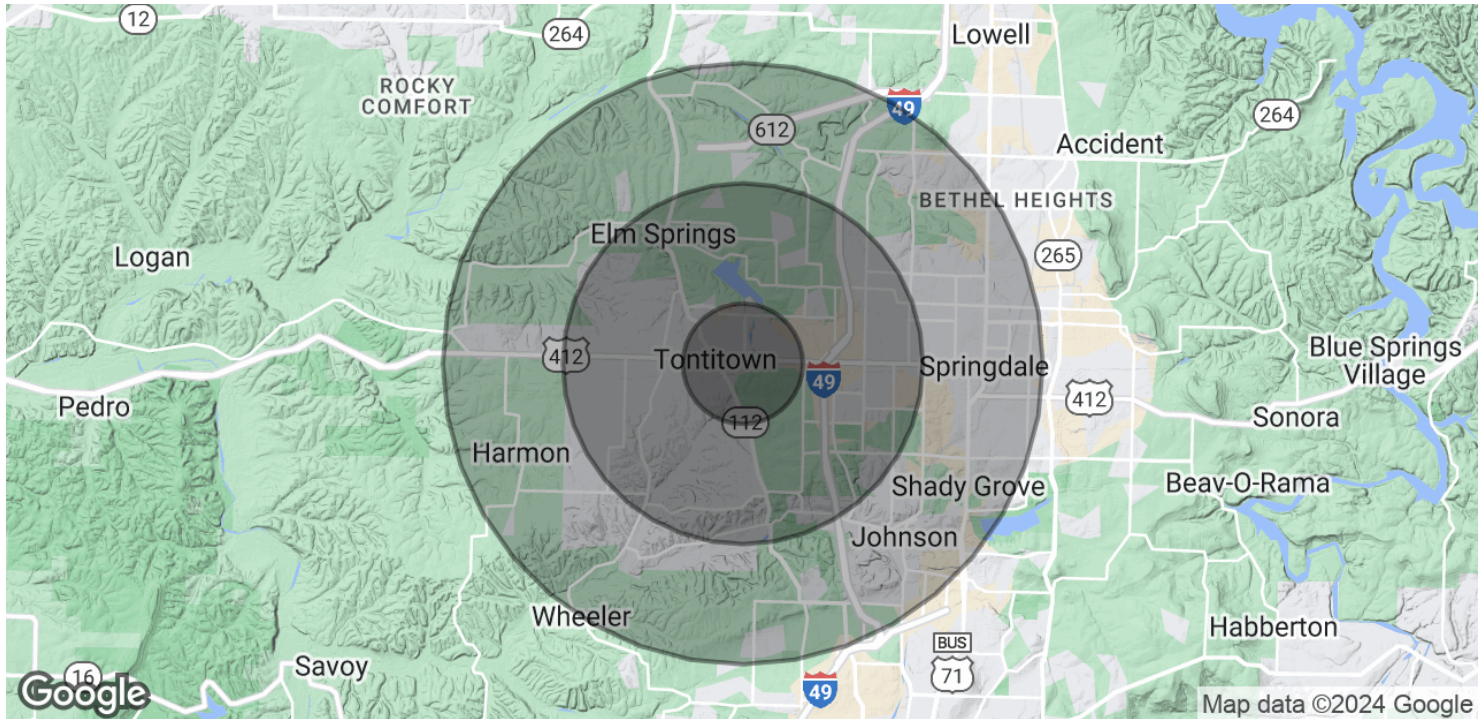 12
264
Lowell
ROCKY
COMFORT
49
612
264
Accident
BETHEL HEIGHTS
Elm Springs
265
Logan
412
Tontitown
49
Springdale
412
Blue Springs
Village
Pedro
112
Sonora
Harmon
Shady Grove
Beav-O-Rama
Johnson
Wheeler
Habberton
BUS
71
16
Savoy
49
Google
Map data ©2024 Google